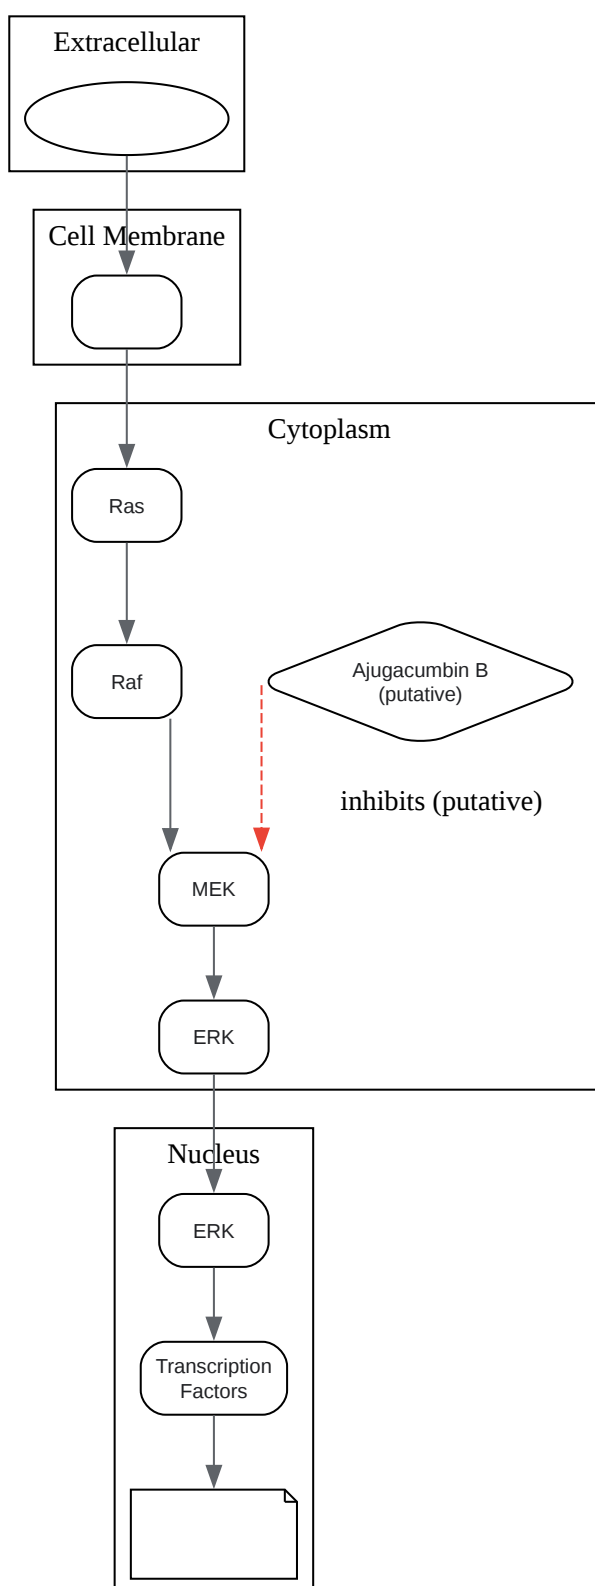 Extracellular
Cell Membrane
Cytoplasm
Ras
Raf
Ajugacumbin B
(putative)
inhibits (putative)
MEK
ERK
Nucleus
ERK
Transcription
Factors